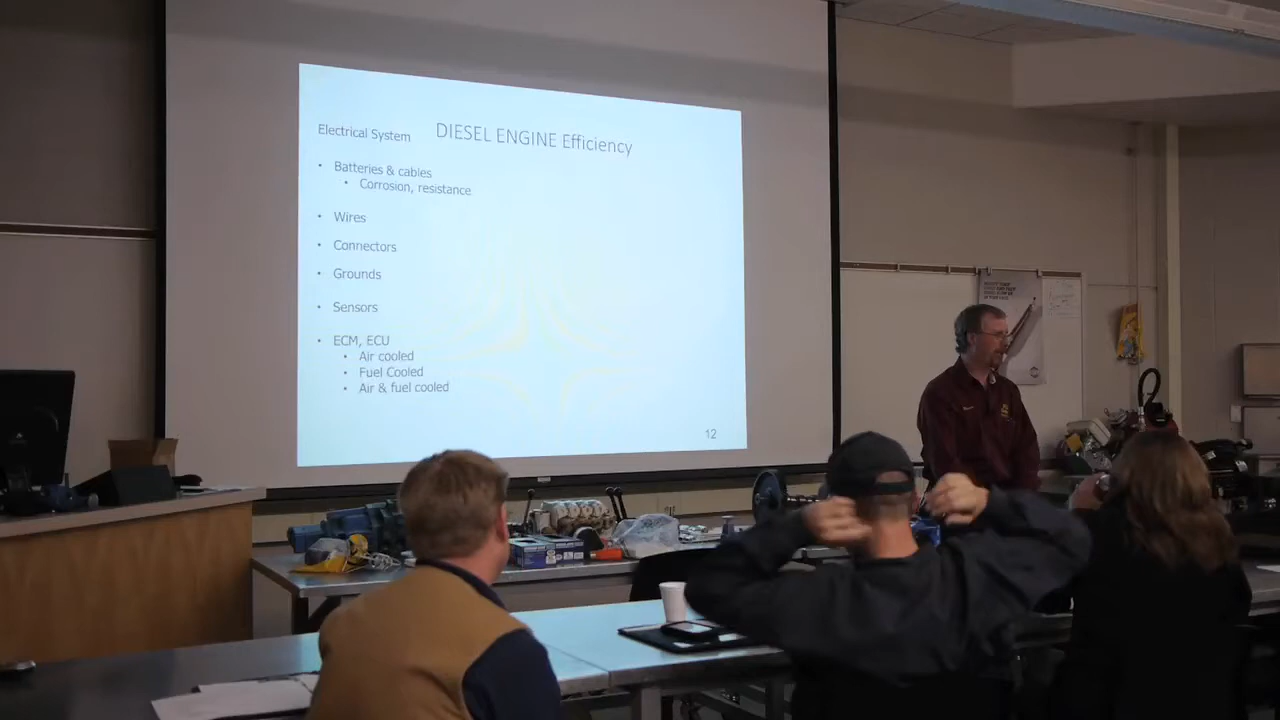 DIESEL ENGINE Efficiency
Electrical System
• Batteries & cables
• Corrosion, resistance
• Wires
• Connectors
• Grounds
• Sensors
• ECM, ECU
• Air cooled
• Fuel Cooled
• Air & fuel cooled
12